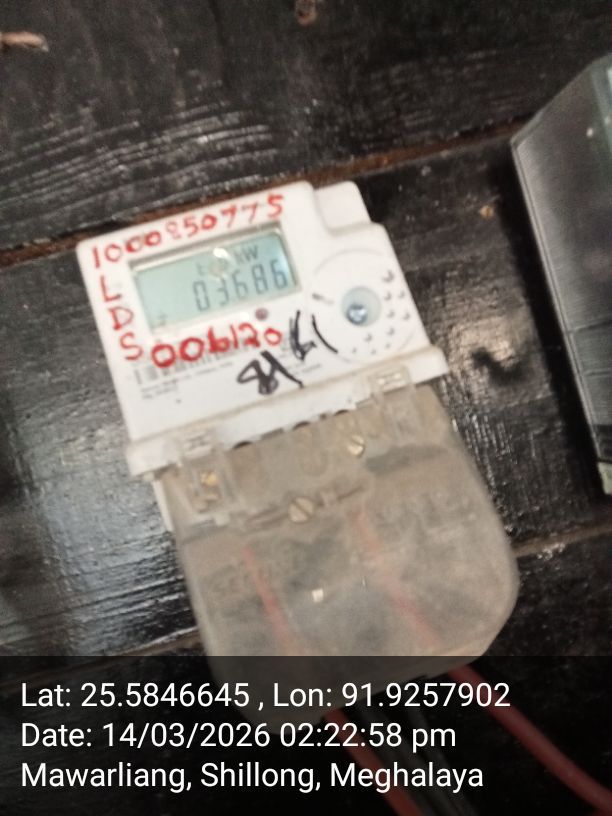 1000850775
kW
03686
L
D
S 006120
Lat: 25.5846645 , Lon: 91.9257902
Date: 14/03/2026 02:22:58 pm
Mawarliang, Shillong, Meghalaya